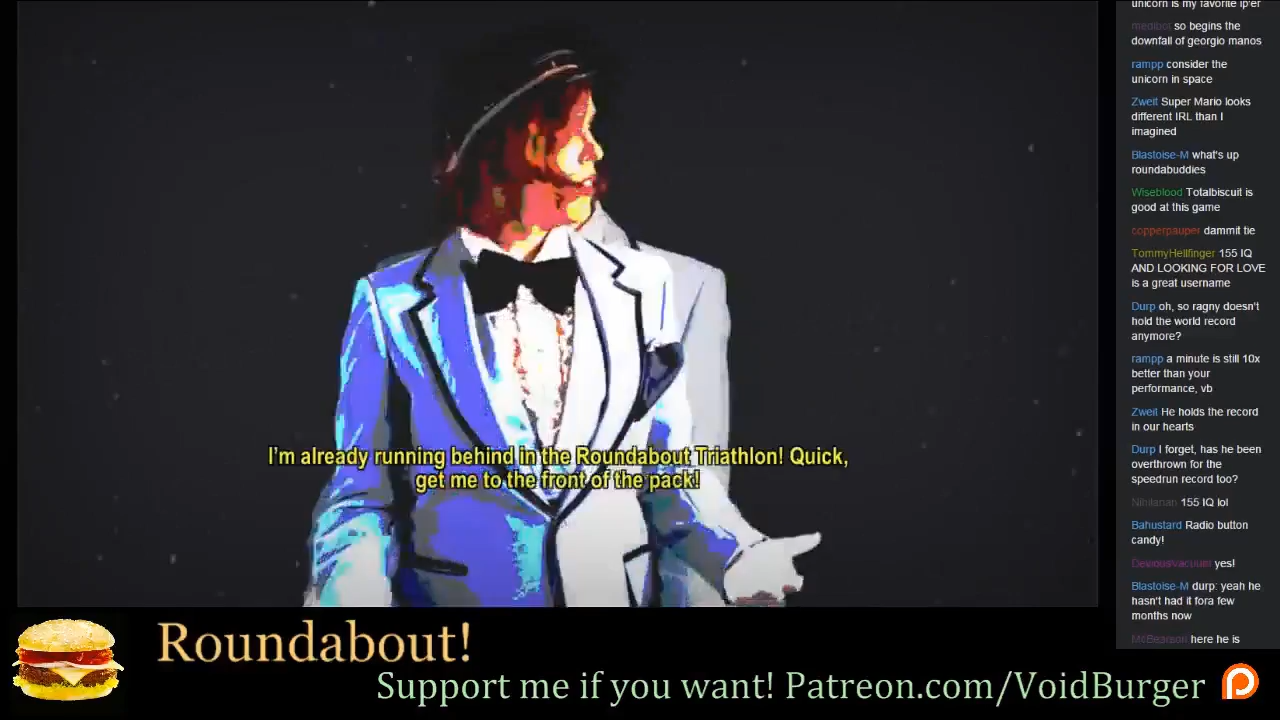 I'm already running behind in the Roundabout Triathlon! Quick,
get me to the front of the pack!
Roundabout!
Support me if you want! Patreon.com/VoidBurger
unicorn is my favorite lp'er
medibot so begins the
downfall of georgio manos
rampp consider the
unicorn in space
Zweit Super Mario looks
different IRL than I
imagined
Blastoise-M what's up
roundabuddies
Wiseblood Totalbiscuit is
good at this game
copperpauper dammit tie
TommyHellfinger 155 IQ
AND LOOKING FOR LOVE
is a great username
Durp oh, so ragny doesn't
hold the world record
anymore?
rampp a minute is still 10x
better than your
performance, vb
Zweit He holds the record
in our hearts
Durp I forget, has he been
overthrown for the
speedrun record too?
Nihilarian 155 IQ lol
Bahustard Radio button
candy!
DeviousVacuum yes!
Blastoise-M durp: yeah he
hasn't had it fora few
months now
here he is